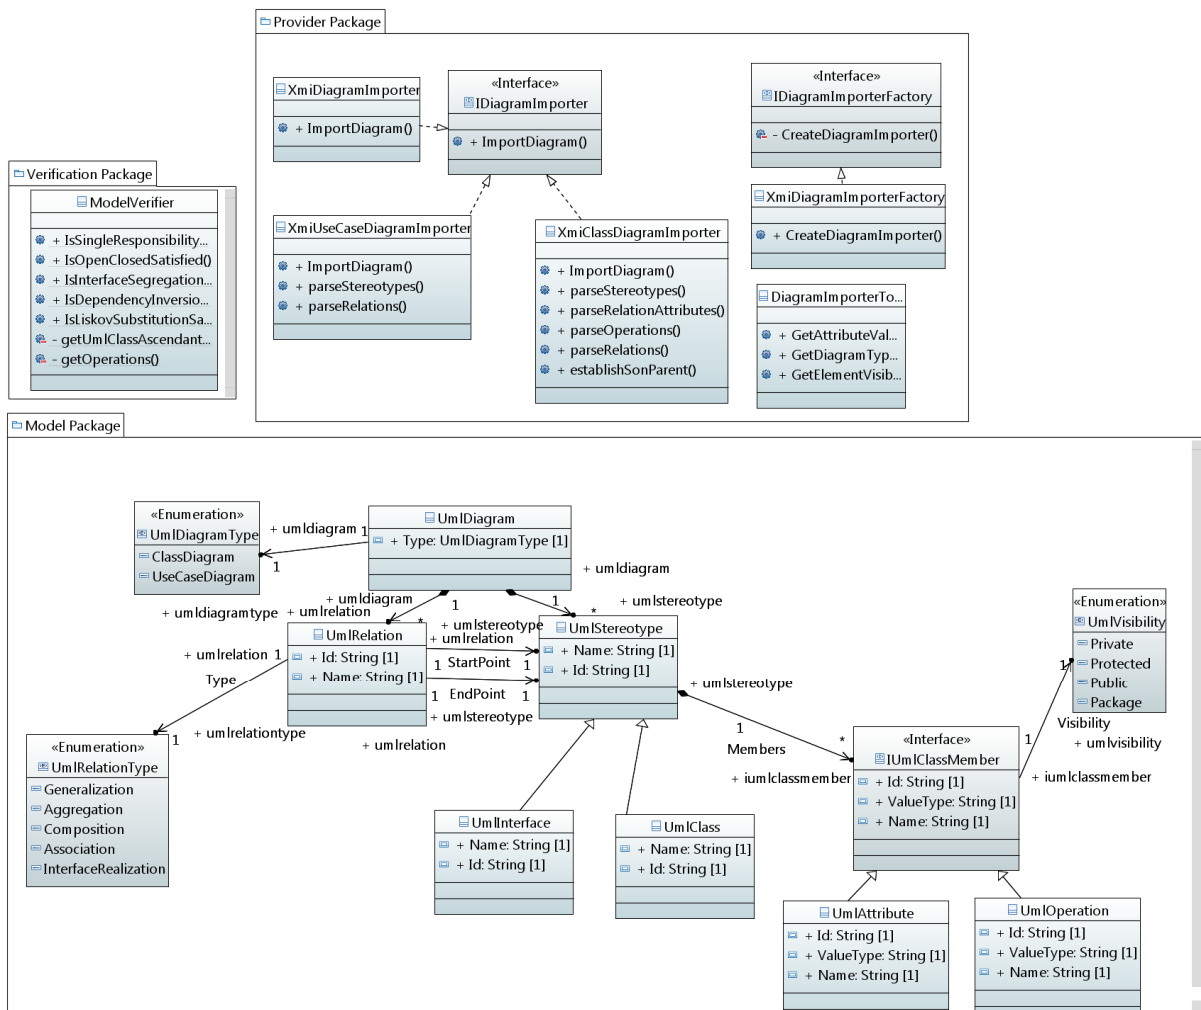 Provider Package
XmiDiagramImporter
+ ImportDiagram()
«Interface»
IDiagramImporter
+ ImportDiagram()
«Interface»
IDiagramImporterFactory
- CreateDiagramImporter()
XmiDiagramImporterFactory
+ CreateDiagramImporter()
XmiUseCaseDiagramImporter
+ ImportDiagram()
+ parseStereotypes()
+ parseRelations()
XmiClassDiagramImporter
+ ImportDiagram()
+ parseStereotypes()
+ parseRelationAttributes()
+ parseOperations()
+ parseRelations()
+ establishSonParent()
DiagramImporterTo...
+ GetAttributeVal...
+ GetDiagramTyp...
+ GetElementVisib...
Verification Package
ModelVerifier
+ IsSingleResponsibility...
+ IsOpenClosedSatisfied()
+ IsInterfaceSegregation...
+ IsDependencyInversio...
+ IsLiskovSubstitutionSa...
- getUmlClassAscendant...
- getOperations()
Model Package
«Enumeration»
UmlDiagramType
ClassDiagram
UseCaseDiagram
+ umldiagram
1
1
+ umldiagramtype
UmlDiagram
+ Type: UmlDiagramType [1]
+ umldiagram
1
+ umlrelation
*
+ umldiagram
1
+ umlstereotype
*
UmlRelation
+ Id: String [1]
+ Name: String [1]
+ umlstereotype
+ umlrelation
1
StartPoint
1
1
EndPoint
1
+ umlstereotype
+ umlrelation
UmlStereotype
+ Name: String [1]
+ Id: String [1]
+ umlrelation
1
Type
1
+ umlrelationtype
«Enumeration»
UmlRelationType
Generalization
Aggregation
Composition
Association
InterfaceRealization
+ umlstereotype
1
Members
*
+ iumlclassmember
«Enumeration»
UmlVisibility
Private
Protected
Public
Package
1
Visibility
+ umlvisibility
1
+ iumlclassmember
«Interface»
IUmlClassMember
+ Id: String [1]
+ ValueType: String [1]
+ Name: String [1]
UmlInterface
+ Name: String [1]
+ Id: String [1]
UmlClass
+ Name: String [1]
+ Id: String [1]
UmlAttribute
+ Id: String [1]
+ ValueType: String [1]
+ Name: String [1]
UmlOperation
+ Id: String [1]
+ ValueType: String [1]
+ Name: String [1]